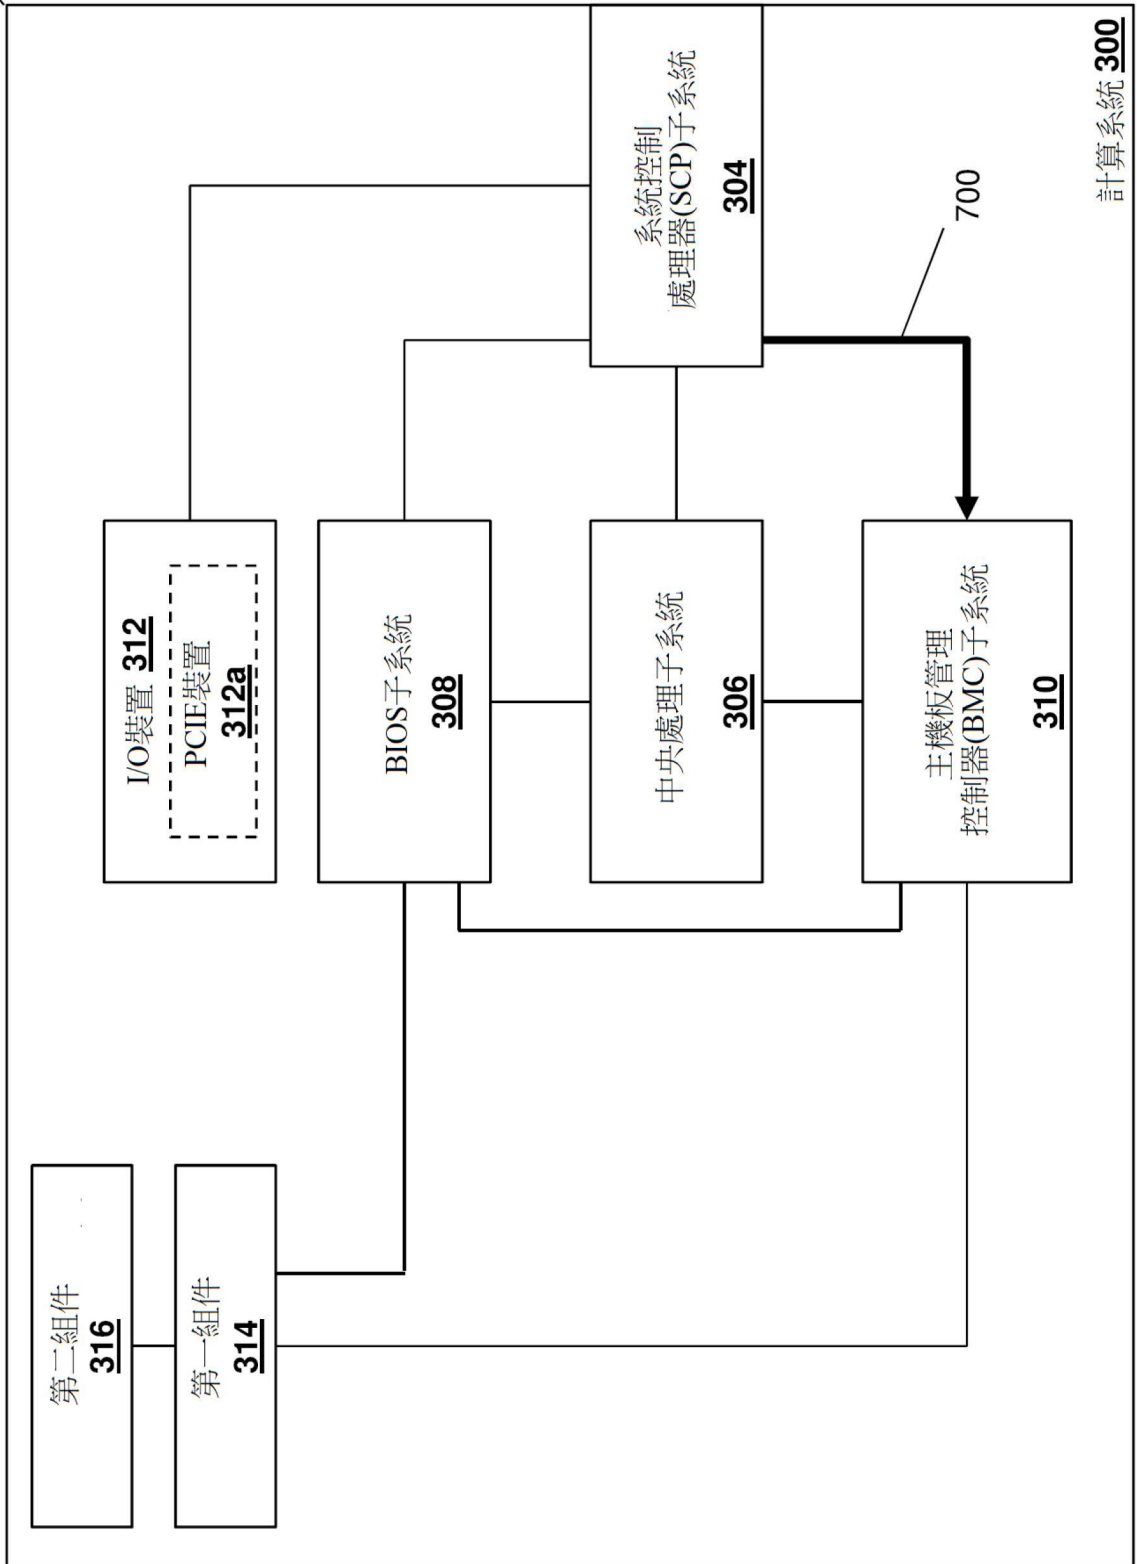 計算系統 300
系統控制
處理器(SCP)子系統
304
700
I/O裝置 312
PCIE裝置
312a
BIOS子系統
308
中央處理子系統
306
主機板管理
控制器(BMC)子系統
310
第二組件
316
第一組件
314